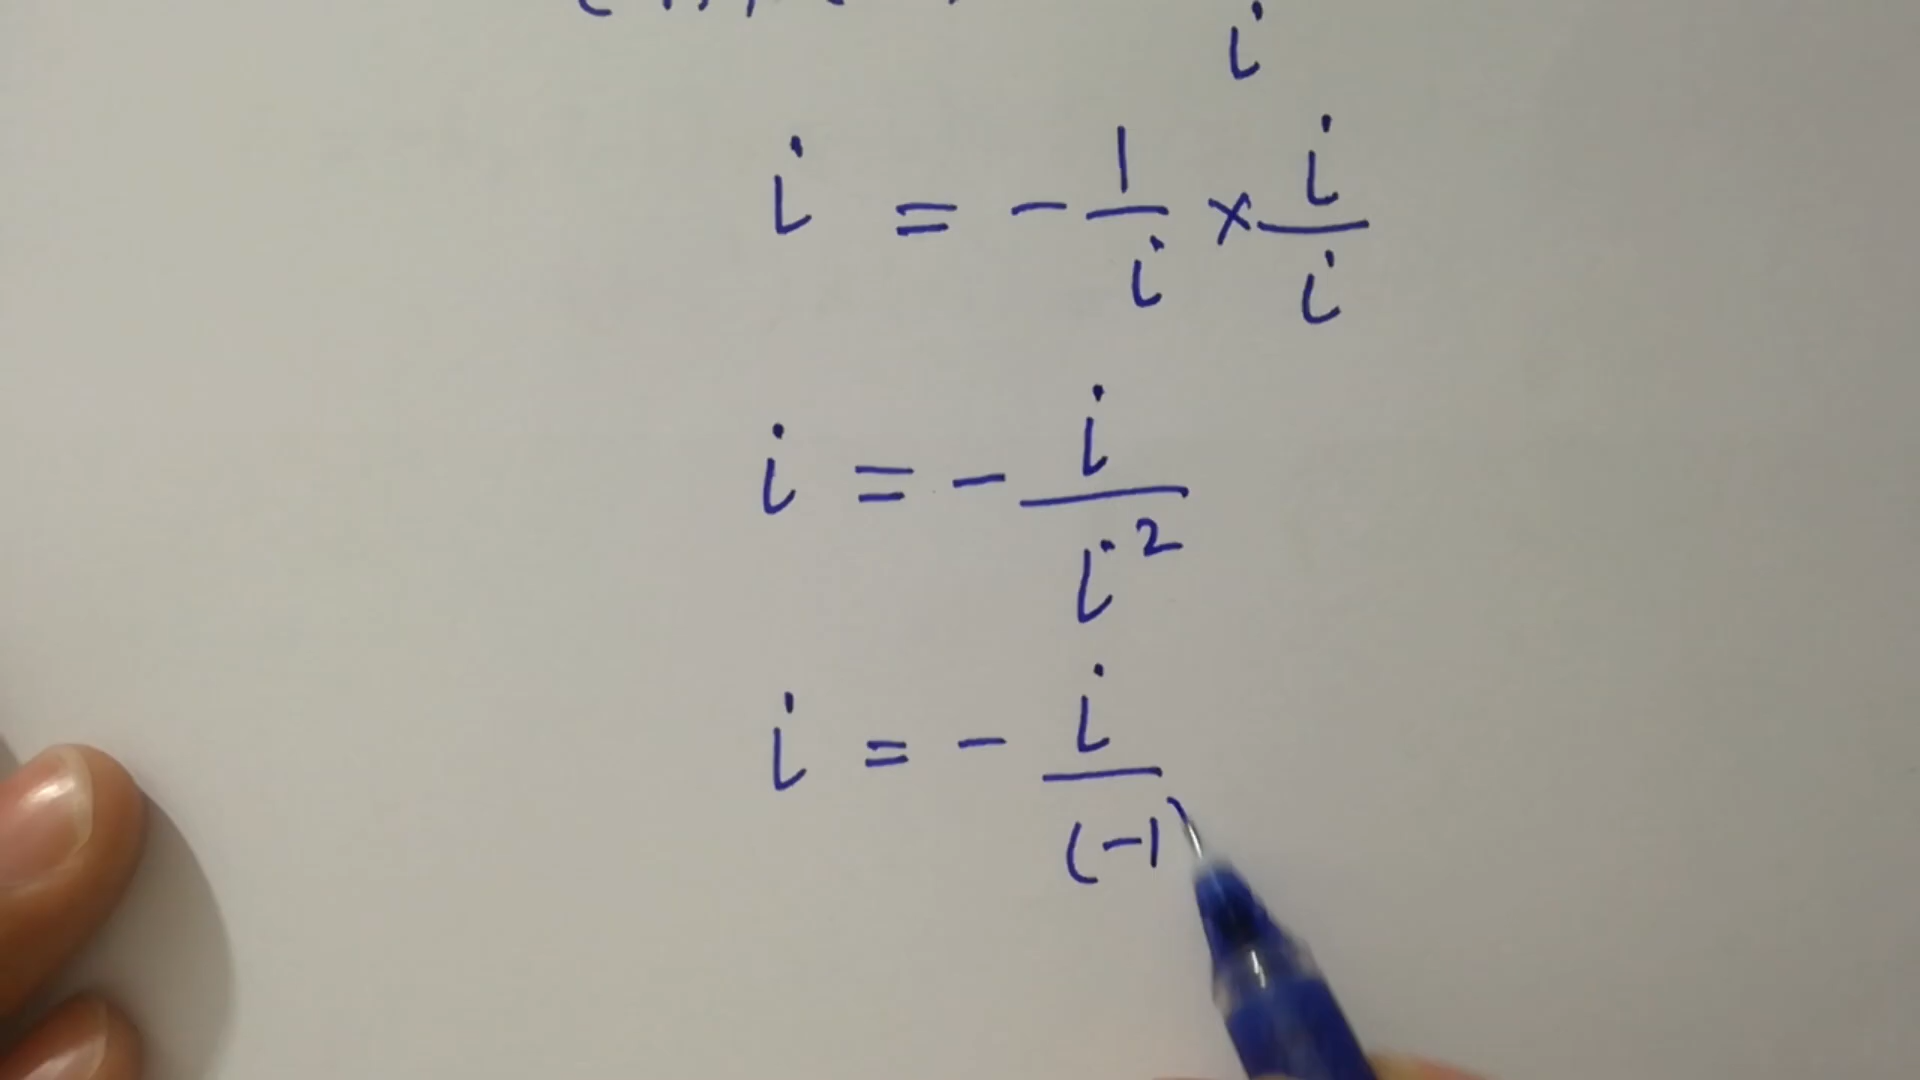 i
i = - 1/i × i/i
i = - i/i²
i = - i/(-1)